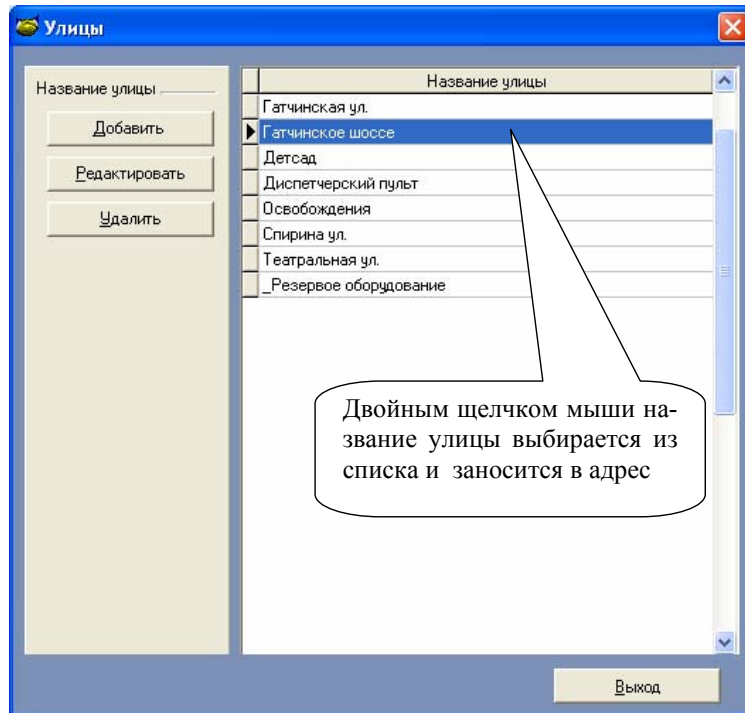 Улицы
Название улицы
Добавить
Редактировать
Удалить
Название улицы
Гатчинская ул.
Гатчинское шоссе
Детсад
Диспетчерский пульт
Освобождения
Спирина ул.
Театральная ул.
_Резервое оборудование
Двойным щелчком мыши на-
звание улицы выбирается из
списка и заносится в адрес
Выход